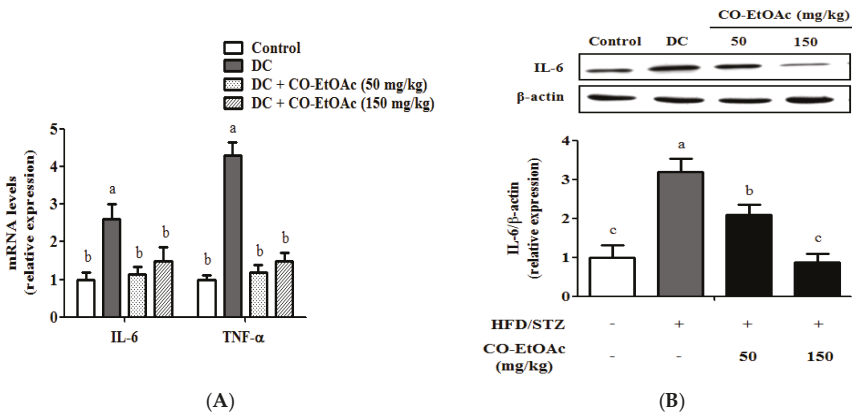 Control
DC
DC + CO-EtOAc (50 mg/kg)
DC + CO-EtOAc (150 mg/kg)
mRNA levels
(relative expression)
5
4
3
2
1
0
b
a
b
b
b
a
b
b
IL-6
TNF-α
(A)
CO-EtOAc (mg/kg)
Control
DC
50
150
IL-6
β-actin
IL-6/β-actin
(relative expression)
4
3
2
1
0
c
a
b
c
HFD/STZ
-
+
+
+
CO-EtOAc
(mg/kg)
-
-
50
150
(B)